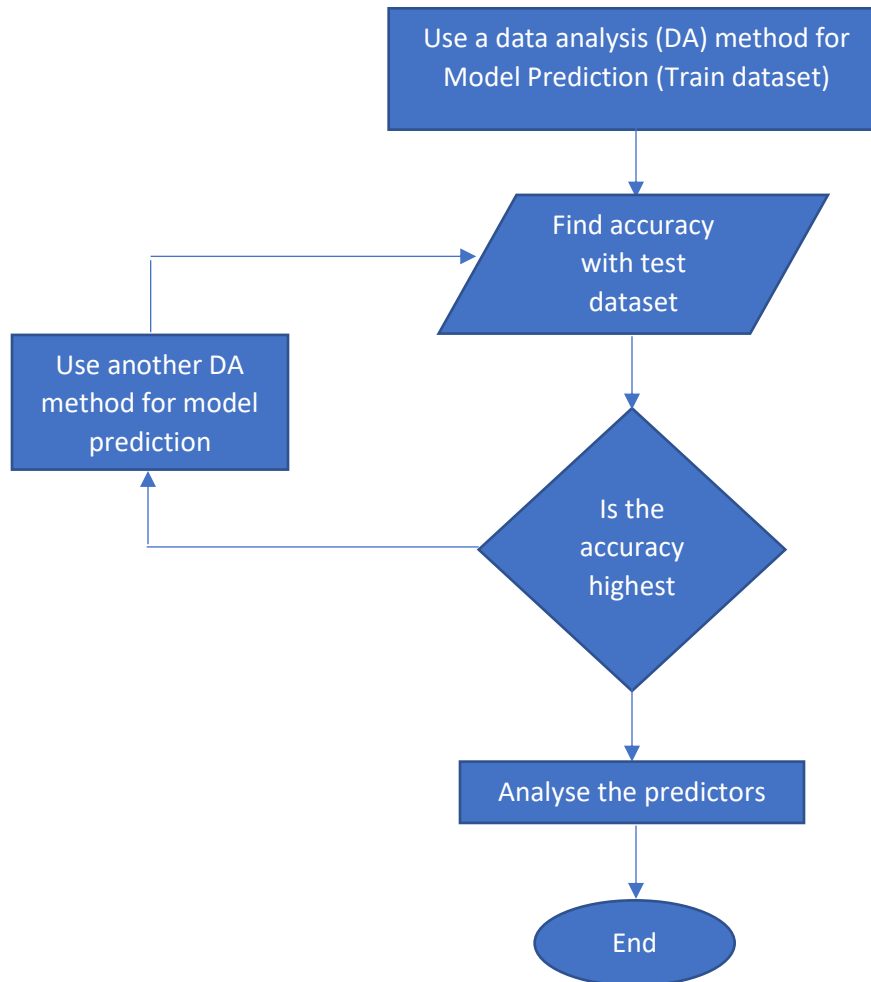 Use a data analysis (DA) method for
Model Prediction (Train dataset)
Find accuracy
with test
dataset
Use another DA
method for model
prediction
Is the
accuracy
highest
Analyse the predictors
End